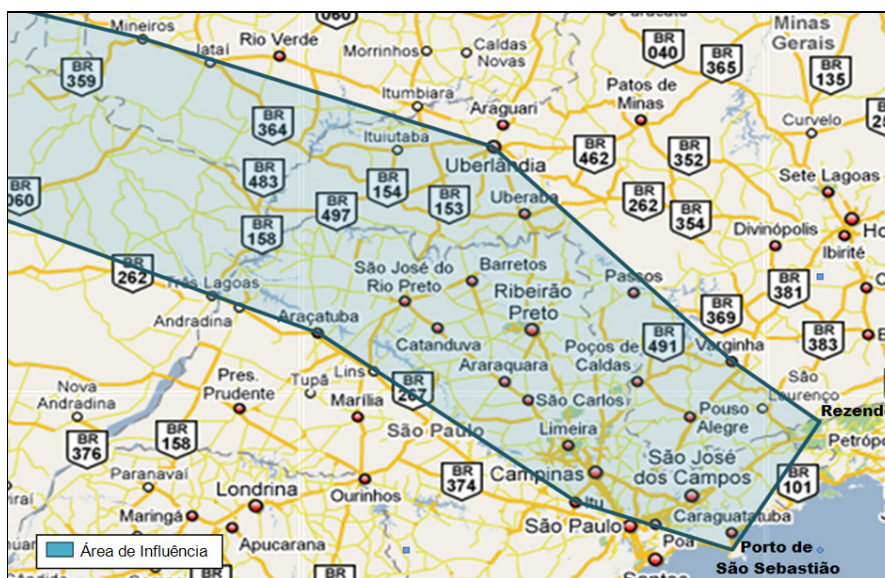 Mineiros
Jataí
Rio Verde
060
Morrinhos
Caldas
Novas
BR
040
BR
365
Minas
Gerais
BR
359
BR
135
Itumbiara
Araguari
Patos de
Minas
Curvelo
BR
364
Ituiutaba
Uberlândia
BR
462
BR
352
BR
483
BR
154
BR
153
Uberaba
BR
262
BR
354
Sete Lagoas
060
BR
497
BR
158
Divinópolis
Ibirité
BR
262
Três Lagoas
São José do
Rio Preto
Barretos
Passos
BR
381
Andradina
Araçatuba
Ribeirão
Preto
BR
369
BR
383
Catanduva
BR
491
Varginha
Poços de
Caldas
Nova
Andradina
Pres.
Prudente
Tupã
Lins
BR
267
Araraquara
São
Lourenço
Marília
São Carlos
Pouso
Alegre
Rezende
BR
376
BR
158
São Paulo
Limeira
Petróp
Paranavaí
BR
374
Campinas
São José
dos Campos
BR
101
Londrina
Ourinhos
Maringá
Itu
Caraguatatuba
Apucarana
São Paulo
Poá
Área de Influência
Porto de
São Sebastião